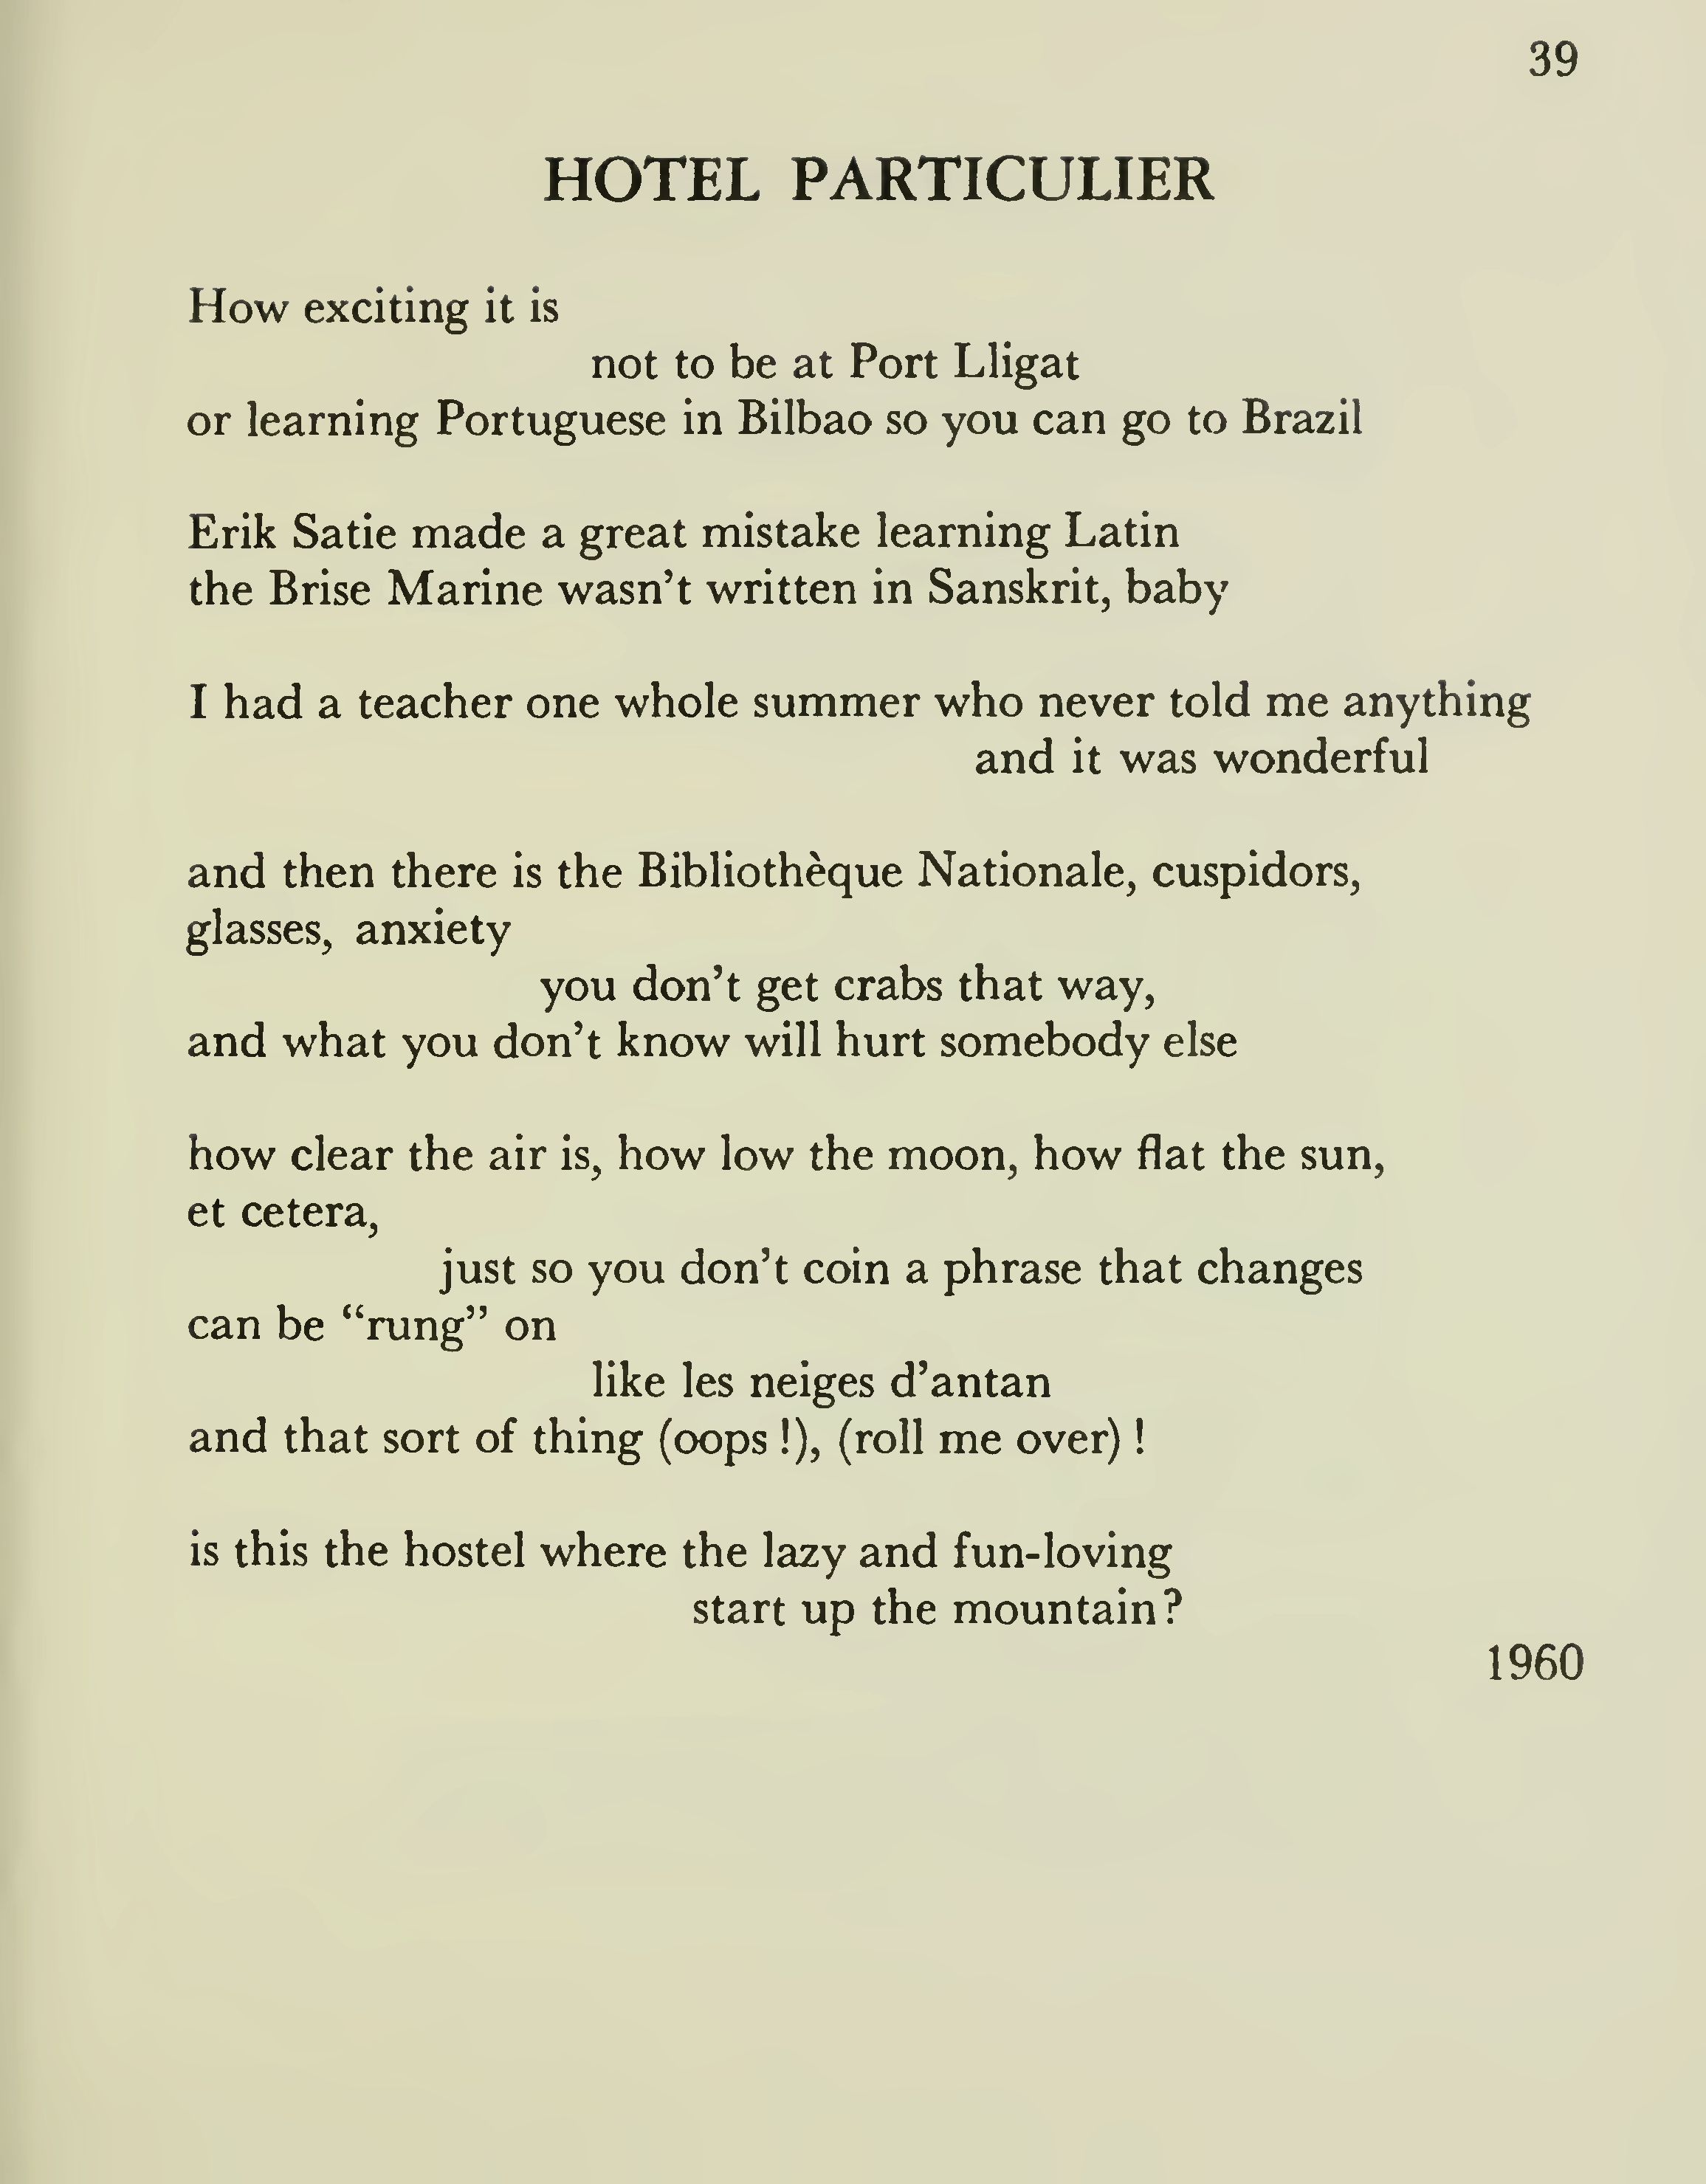 39
HOTEL PARTICULIER
How exciting it is
not to be at Port Lligat
or learning Portuguese in Bilbao so you can go to Brazil
Erik Satie made a great mistake learning Latin
the Brise Marine wasn’t written in Sanskrit, baby
I had a teacher one whole summer who never told me anything
and it was wonderful
and then there is the Bibliothèque Nationale, cuspidors,
glasses, anxiety
you don’t get crabs that way,
and what you don’t know will hurt somebody else
how clear the air is, how low the moon, how flat the sun,
et cetera,
just so you don’t coin a phrase that changes
can be “rung” on
like les neiges d’antan
and that sort of thing (oops !), (roll me over) !
is this the hostel where the lazy and fun-loving
start up the mountain?
1960